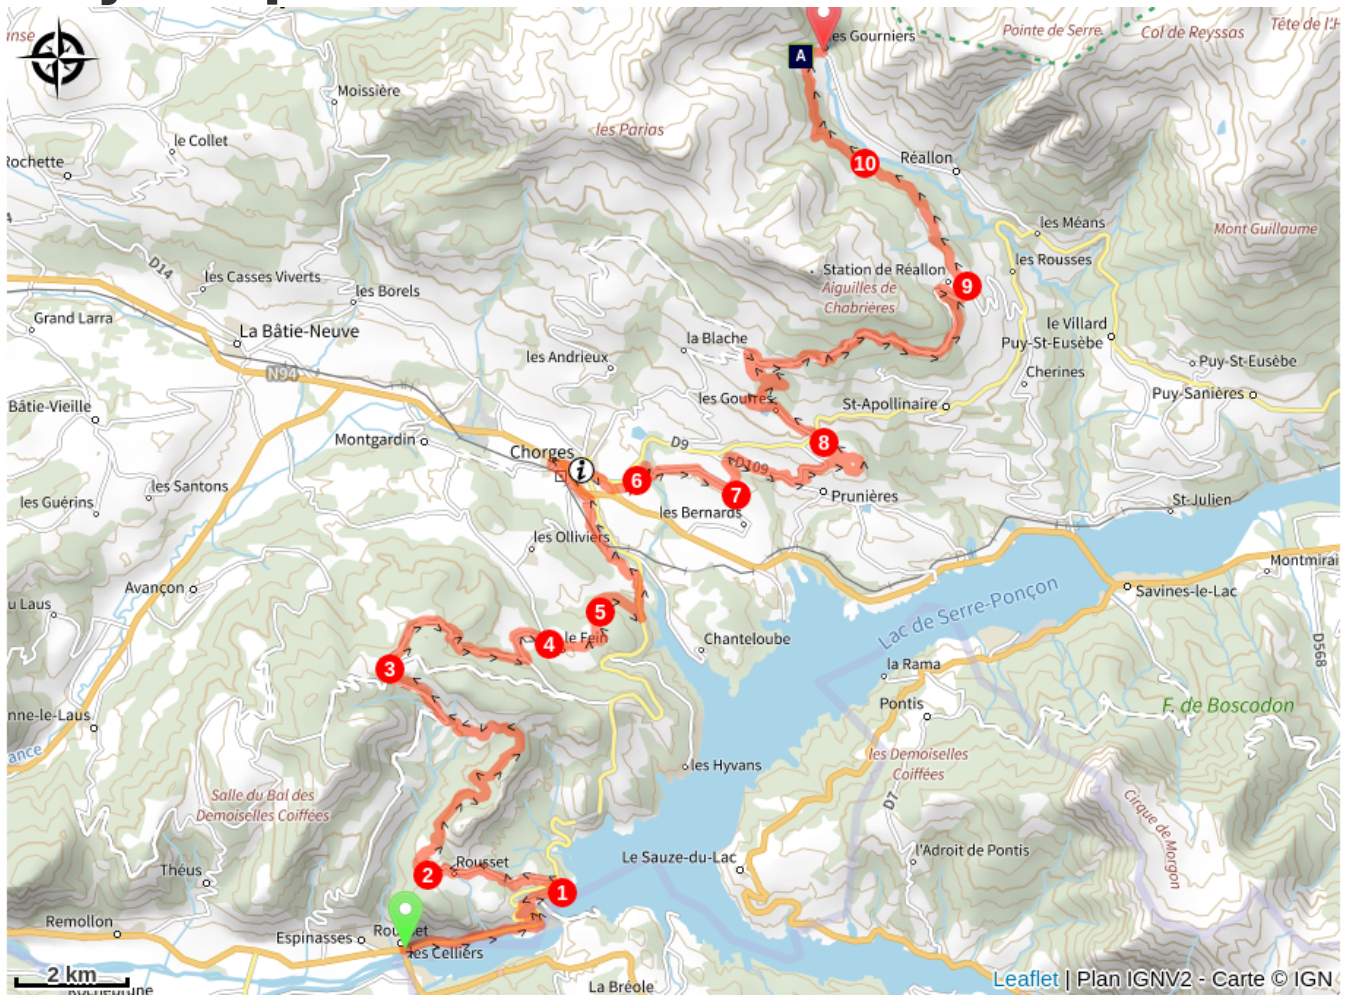 les Gourniers
Pointe de Serre
Col de Reyssas
Tête de l'H
anse
A
Moissière
les Parias
le Collet
Rochette
10
Réallon
les Méans
Mont Guillaume
D14
les Casses Viverts
les Borels
Station de Réallon
les Rousses
9
Aiguilles de
Chabrières
Grand Larra
La Bâtie-Neuve
la Blache
le Villard
Puy-St-Eusèbe
les Andrieux
Puy-St-Eusèbe
N94
Cherines
Puy-Sanières
Bâtie-Vieille
les Gourres
St-Apollinaire
Montgardin
D9
8
Chorges
i
D109
6
les Guérins
les Santons
7
Prunières
St-Julien
les Bernards
les Olliviers
Montmirai
Avançon
Savines-le-Lac
u Laus
5
Lac de Serre-Ponçon
4
le Fein
Chanteloube
D568
3
la Rama
Pontis
F. de Boscodon
nne-le-Laus
ance
les Demoiselles
Coiffées
les Hyvans
Salle du Bal des
Demoiselles Coiffées
D7
Cirque de Morgon
Le Sauze-du-Lac
l'Adroit de Pontis
Rousset
Théus
2
1
Remollon
Espinasses
les Celliers
2 km
Rochebrune
La Bréole
Leaflet | Plan IGNV2 - Carte © IGN